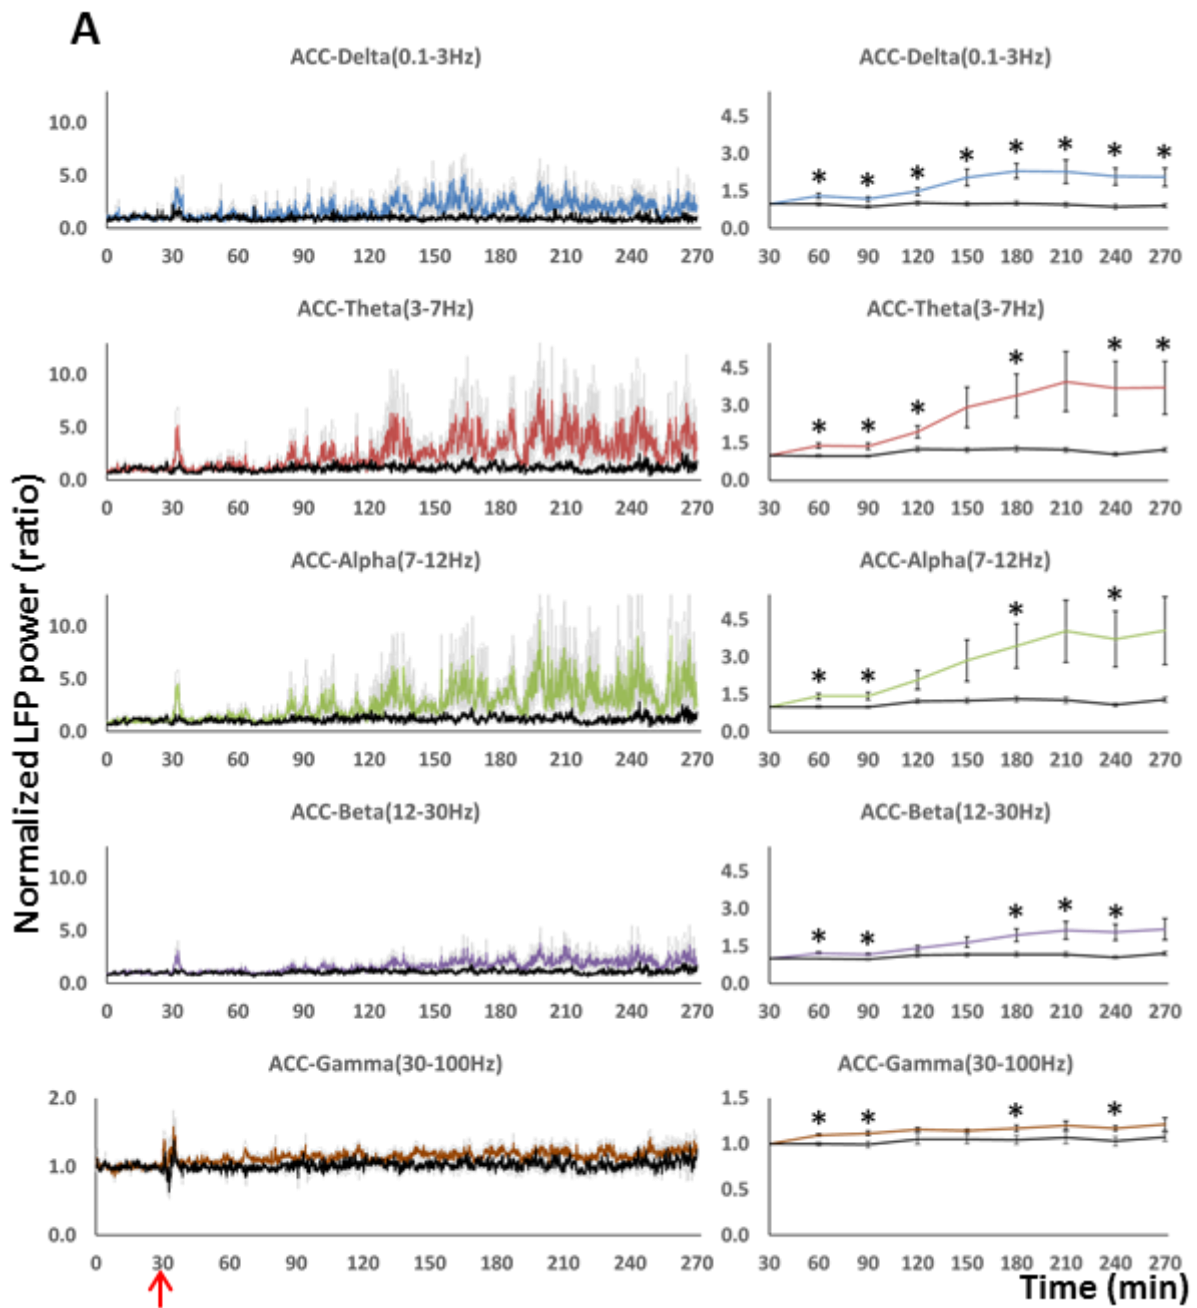 A
ACC-Delta(0.1-3Hz)
10.0
5.0
0.0
0 30 60 90 120 150 180 210 240 270
ACC-Delta(0.1-3Hz)
4.5
3.0
1.5
0.0
* * * * * * * *
30 60 90 120 150 180 210 240 270
ACC-Theta(3-7Hz)
10.0
5.0
0.0
0 30 60 90 120 150 180 210 240 270
ACC-Theta(3-7Hz)
4.5
3.0
1.5
0.0
* * * * * *
30 60 90 120 150 180 210 240 270
Normalized LFP power (ratio)
ACC-Alpha(7-12Hz)
10.0
5.0
0.0
0 30 60 90 120 150 180 210 240 270
ACC-Alpha(7-12Hz)
4.5
3.0
1.5
0.0
* * * *
30 60 90 120 150 180 210 240 270
ACC-Beta(12-30Hz)
10.0
5.0
0.0
0 30 60 90 120 150 180 210 240 270
ACC-Beta(12-30Hz)
4.5
3.0
1.5
0.0
* * * * *
30 60 90 120 150 180 210 240 270
ACC-Gamma(30-100Hz)
2.0
1.0
0.0
0 30 60 90 120 150 180 210 240 270
ACC-Gamma(30-100Hz)
1.5
1.0
0.5
0.0
* * * *
30 60 90 120 150 180 210 240 270
Time (min)